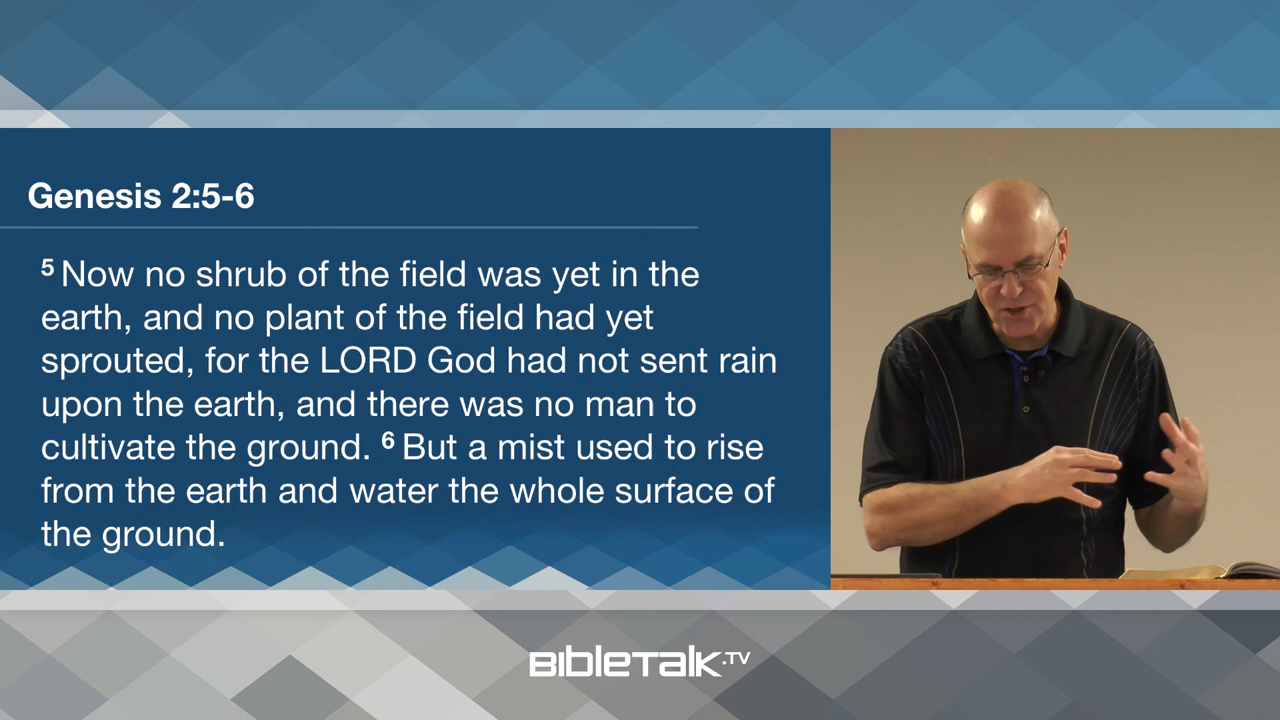 Genesis 2:5-6
5 Now no shrub of the field was yet in the
earth, and no plant of the field had yet
sprouted, for the LORD God had not sent rain
upon the earth, and there was no man to
cultivate the ground. 6 But a mist used to rise
from the earth and water the whole surface of
the ground.
BibleTalk.TV